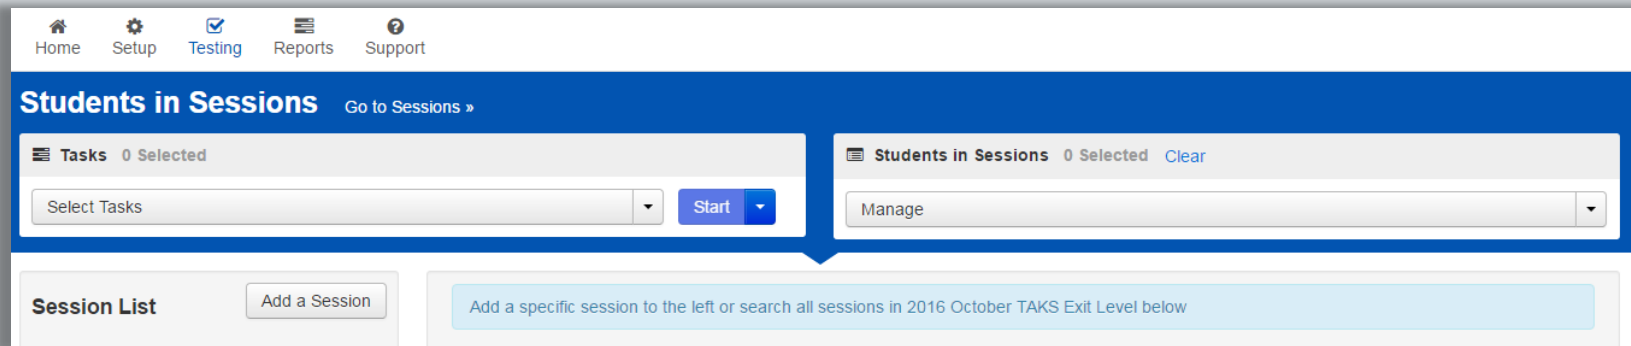 Home Setup Testing Reports Support
Students in Sessions Go to Sessions »
Tasks 0 Selected
Select Tasks Start
Students in Sessions 0 Selected Clear
Manage
Session List Add a Session
Add a specific session to the left or search all sessions in 2016 October TAKS Exit Level below